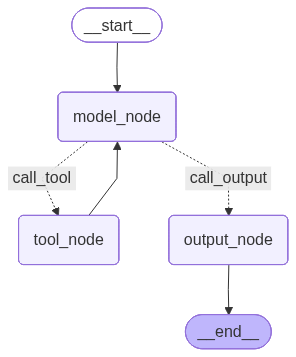 __start__
model_node
call_tool
call_output
tool_node
output_node
__end__